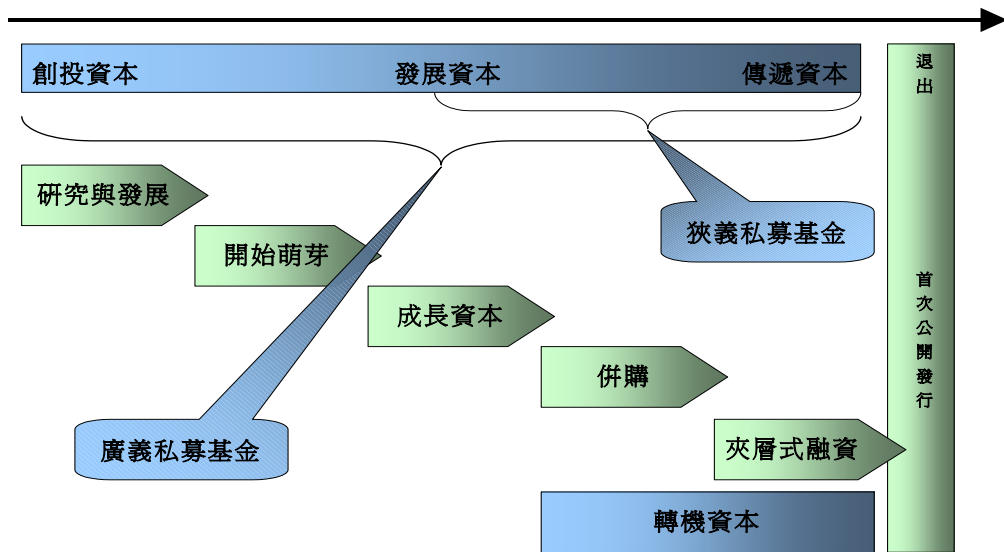 創投資本
發展資本
傳遞資本
退出
研究與發展
開始萌芽
狹義私募基金
首次公開發行
成長資本
併購
廣義私募基金
夾層式融資
轉機資本